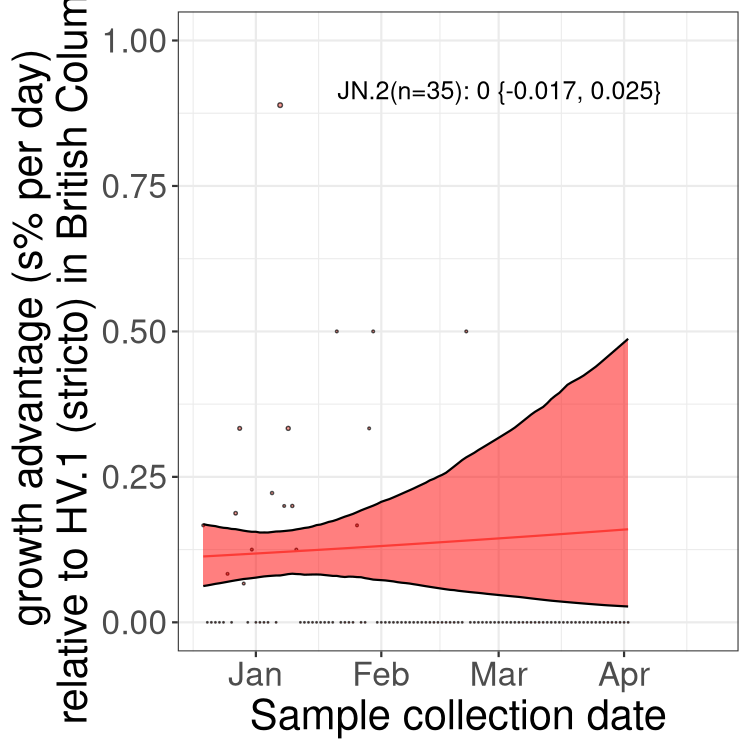 growth advantage (s% per day)
relative to HV.1 (stricto) in British Colum
1.00
0.75
0.50
0.25
0.00
JN.2(n=35): 0 {-0.017, 0.025}
Jan Feb Mar Apr
Sample collection date